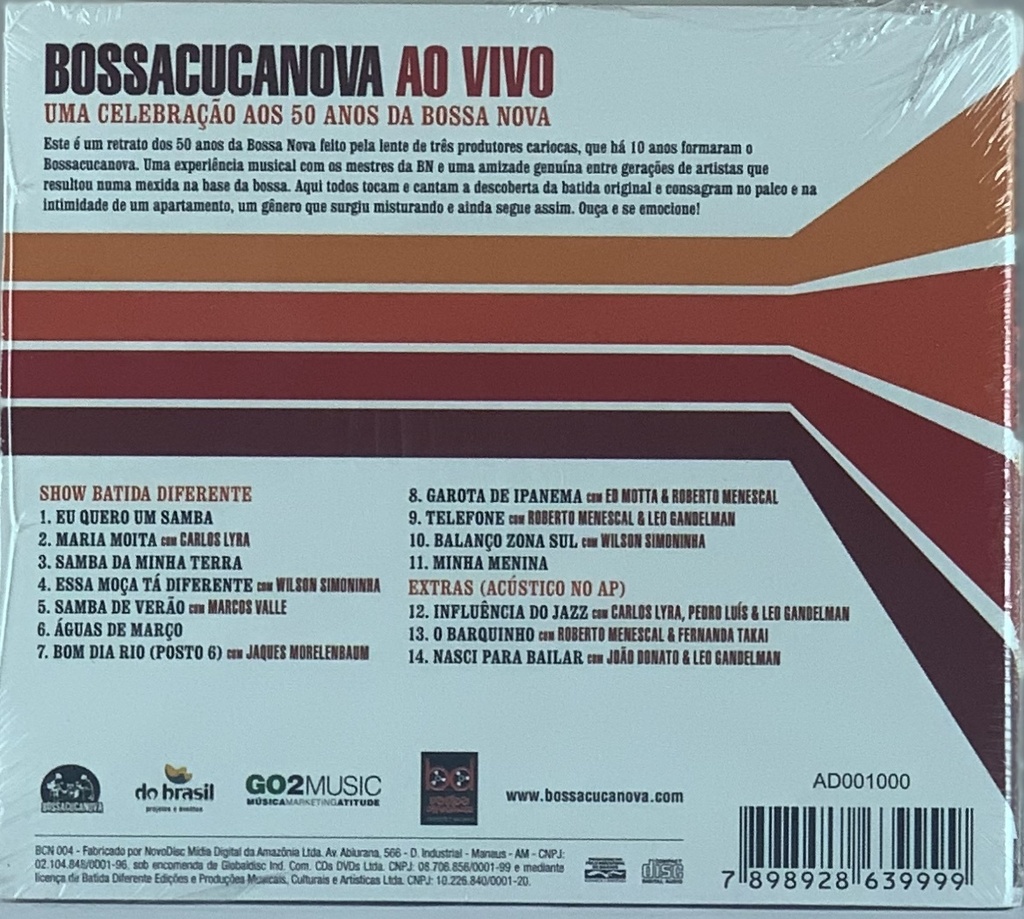 BOSSACUCANOVA AO VIVO
UMA CELEBRAÇÃO AOS 50 ANOS DA BOSSA NOVA
Este é um retrato dos 50 anos da Bossa Nova feito pela lente de três produtores cariocas, que há 10 anos formaram o
Bossacucanova. Uma experiência musical com os mestres da BN e uma amizade genuína entre gerações de artistas que
resultou numa mexida na base da bossa. Aqui todos tocam e cantam a descoberta da batida original e consagram no palco e na
intimidade de um apartamento, um gênero que surgiu misturando e ainda segue assim. Ouça e se emocione!
SHOW BATIDA DIFERENTE
1. EU QUERO UM SAMBA
2. MARIA MOITA com CARLOS LYRA
3. SAMBA DA MINHA TERRA
4. ESSA MOÇA TÁ DIFERENTE com WILSON SIMONINHA
5. SAMBA DE VERÃO com MARCOS VALLE
6. ÁGUAS DE MARÇO
7. BOM DIA RIO (POSTO 6) com JAQUES MORELENBAUM
8. GAROTA DE IPANEMA com ED MOTTA & ROBERTO MENESCAL
9. TELEFONE com ROBERTO MENESCAL & LEO GANDELMAN
10. BALANÇO ZONA SUL com WILSON SIMONINHA
11. MINHA MENINA
EXTRAS (ACÚSTICO NO AP)
12. INFLUÊNCIA DO JAZZ com CARLOS LYRA, PEDRO LUÍS & LEO GANDELMAN
13. O BARQUINHO com ROBERTO MENESCAL & FERNANDA TAKAI
14. NASCI PARA BAILAR com JOÃO DONATO & LEO GANDELMAN
BOSSACUCANOVA
do brasil
projetos e eventos
GO2MUSIC
MÚSICAMARKETINGATITUDE
www.bossacucanova.com
AD001000
BCN 004 - Fabricado por NovoDisc Mídia Digital da Amazônia Ltda. Av. Abiurana, 566 - D. Industrial - Manaus - AM - CNPJ:
02.104.848/0001-96, sob encomenda de Globaldisc Ind. Com. CDs DVDs Ltda. CNPJ: 06.706.856/0001-99 e mediante
licença de Batida Diferente Edições e Produções Musicais, Culturais e Artísticas Ltda. CNPJ: 10.226.840/0001-20.
disc
DIGITAL AUDIO
7 898928 639999